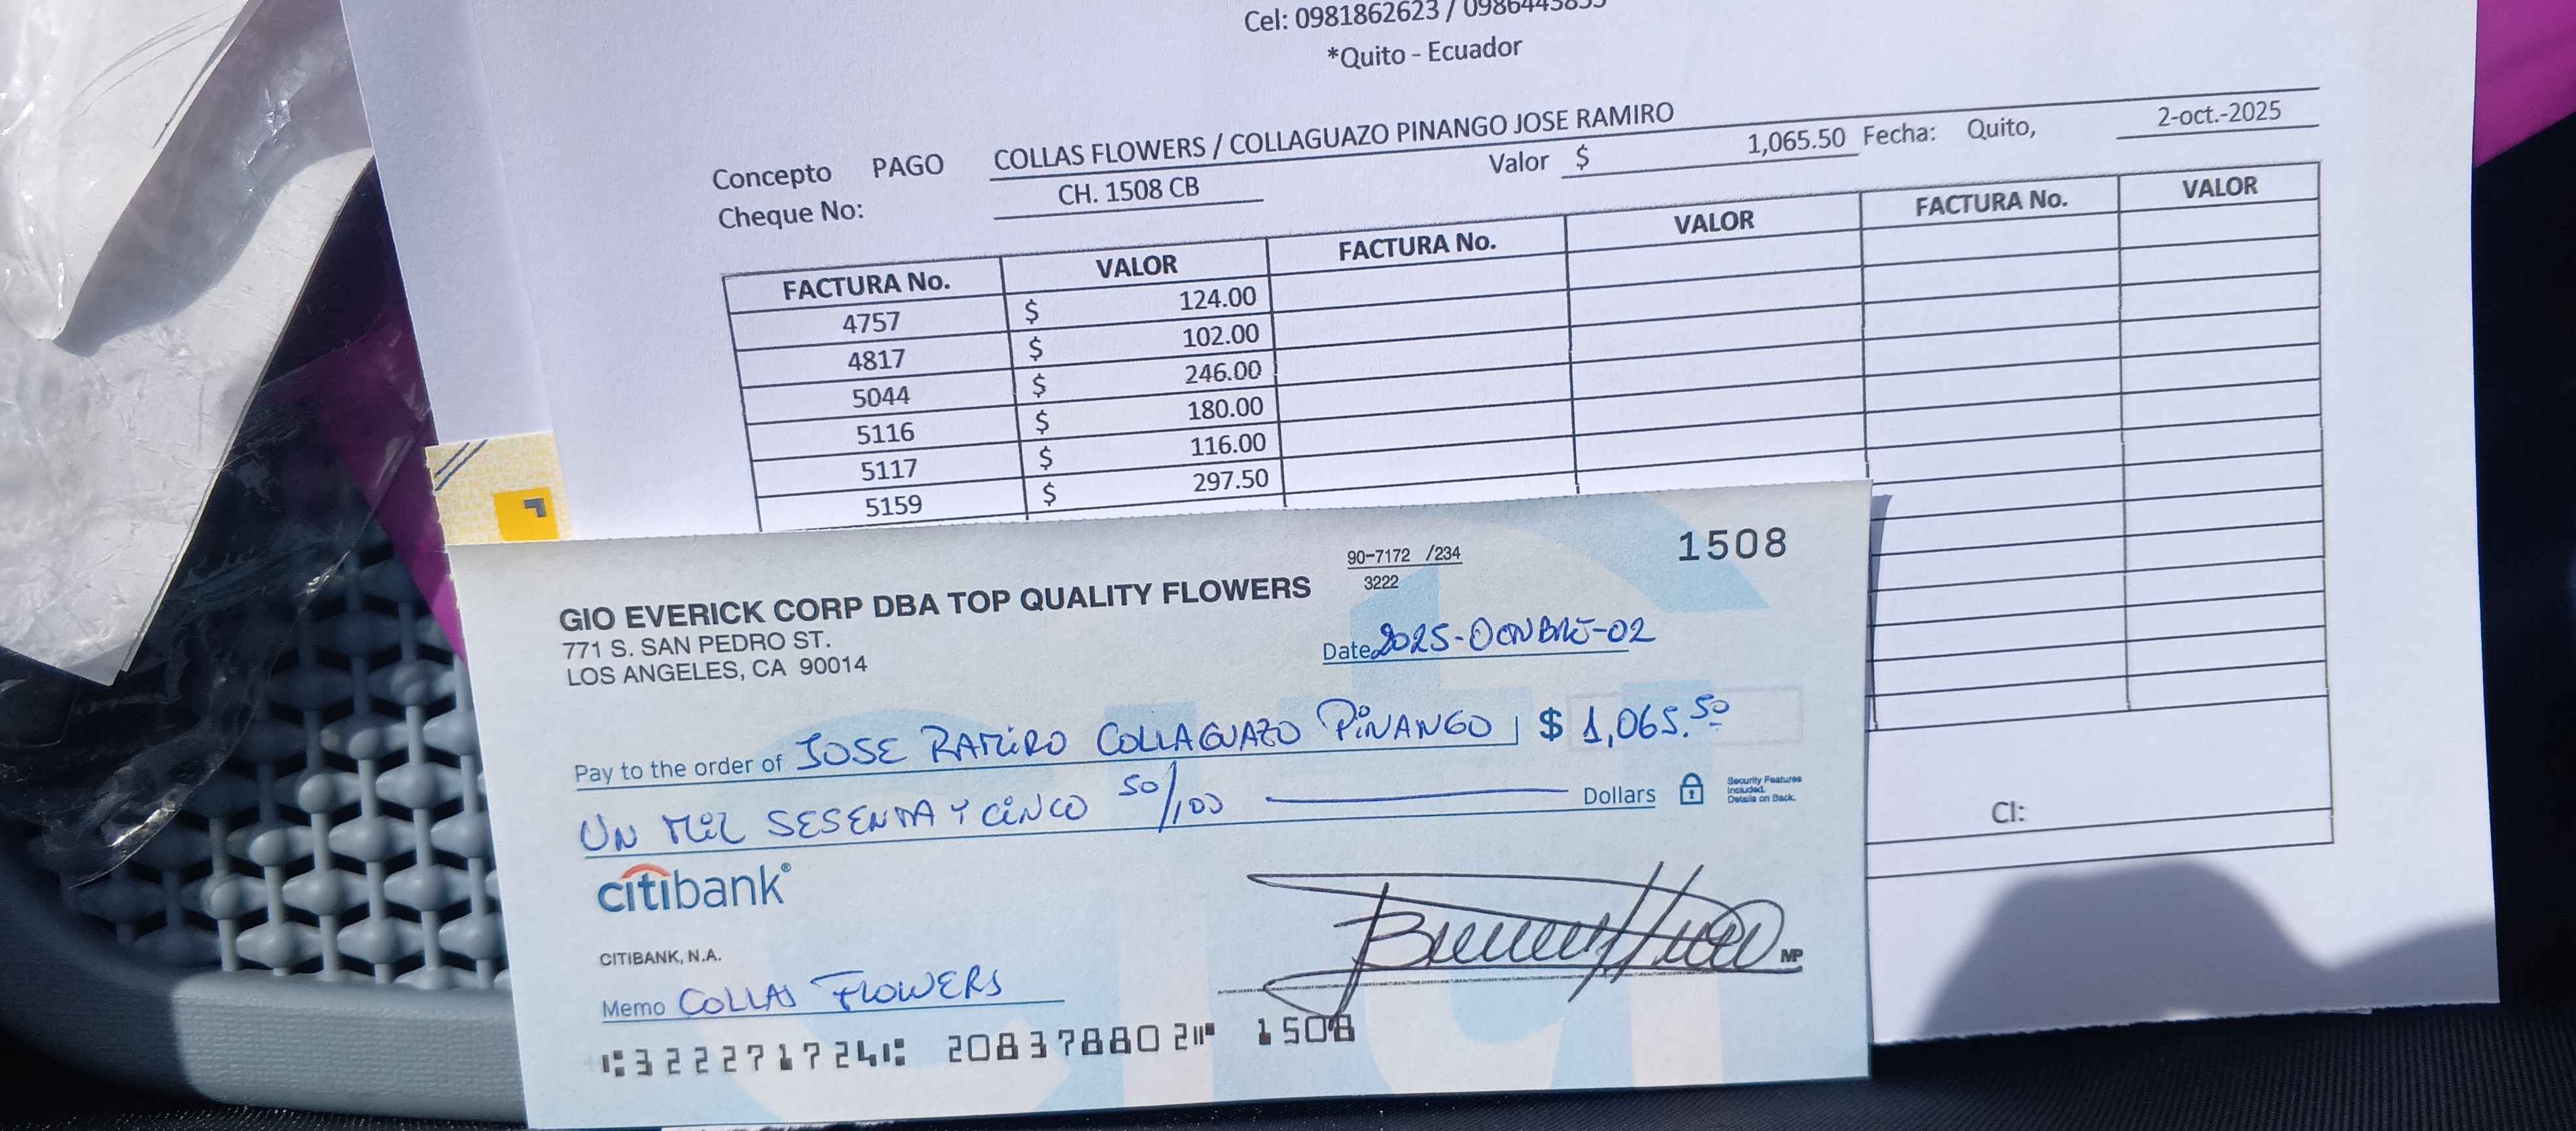 Cel: 0981862623 / 0986443855
*Quito - Ecuador
Concepto PAGO COLLAS FLOWERS / COLLAGUAZO PINANGO JOSE RAMIRO
Valor $ 1,065.50 Fecha: Quito, 2-oct.-2025
Cheque No: CH. 1508 CB
FACTURA No. VALOR FACTURA No. VALOR FACTURA No. VALOR
4757 $ 124.00
4817 $ 102.00
5044 $ 246.00
5116 $ 180.00
5117 $ 116.00
5159 $ 297.50
CI:
1508
90-7172 /234
3222
GIO EVERICK CORP DBA TOP QUALITY FLOWERS
771 S. SAN PEDRO ST.
LOS ANGELES, CA 90014
Date 2025-OCTUBRE-02
Pay to the order of JOSE RAMIRO COLLAGUAZO PINANGO $ 1,065.50
UN MIL SESENTA Y CINCO 50/100 Dollars
Security Features
Included.
Details on Back.
citibank®
CITIBANK, N.A.
MP
Memo COLLAS FLOWERS
⑆322271724⑆ 208378802⑈ 1508